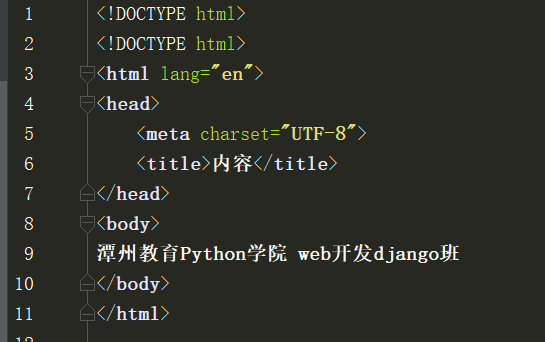 1 <!DOCTYPE html>
2 <!DOCTYPE html>
3 <html lang="en">
4 <head>
5     <meta charset="UTF-8">
6     <title>内容</title>
7 </head>
8 <body>
9 潭州教育Python学院 web开发django班
10 </body>
11 </html>